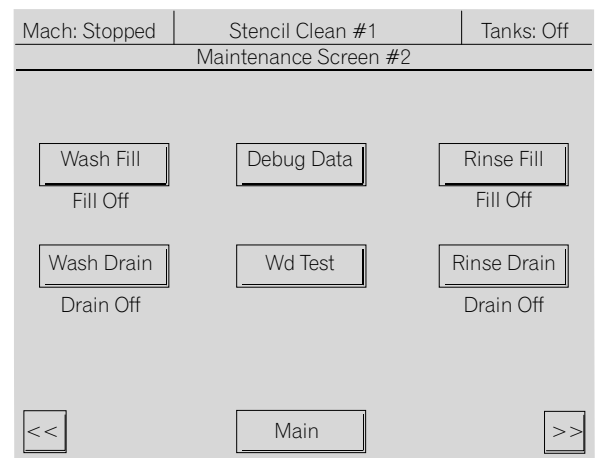 Mach: Stopped Stencil Clean #1 Tanks: Off
Maintenance Screen #2
Wash Fill Debug Data Rinse Fill
Fill Off Fill Off
Wash Drain Wd Test Rinse Drain
Drain Off Drain Off
<< Main >>